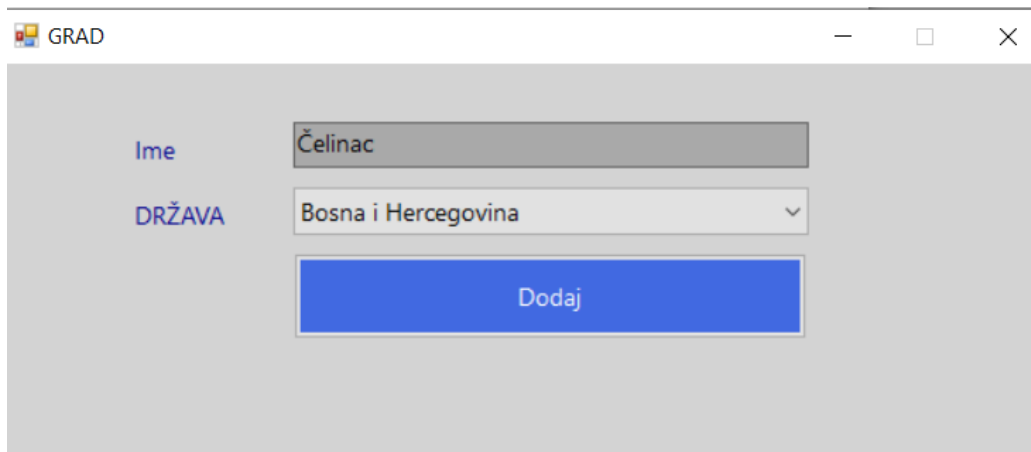 GRAD
Ime
Čelinac
DRŽAVA
Bosna i Hercegovina
Dodaj